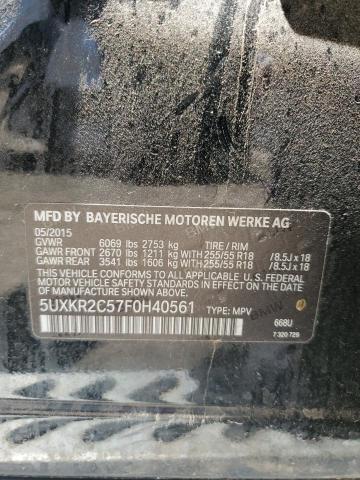 MFD BY BAYERISCHE MOTOREN WERKE AG
05/2015
GVWR 6069 lbs 2753 kg TIRE / RIM
GAWR FRONT 2670 lbs 1211 kg WITH 255/55 R18 / 8.5J x 18
GAWR REAR 3541 lbs 1606 kg WITH 255/55 R18 / 8.5J x 18
THIS VEHICLE CONFORMS TO ALL APPLICABLE U.S. FEDERAL
MOTOR VEHICLE SAFETY STANDARDS IN EFFECT ON THE
DATE OF MANUFACTURE SHOWN ABOVE.
5UXKR2C57F0H40561 TYPE: MPV
668U
7 320 729